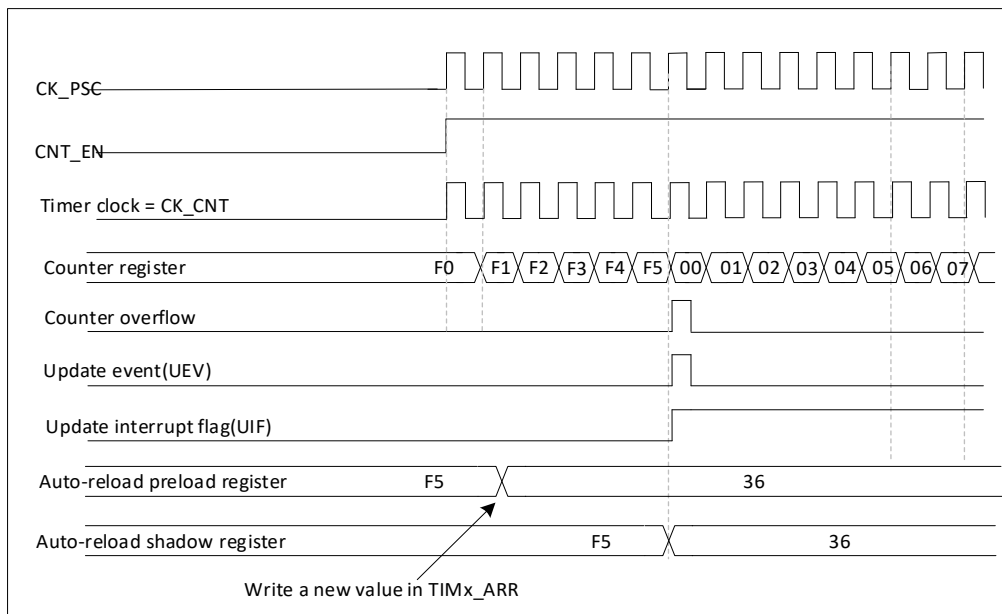 CK_PSC
CNT_EN
Timer clock = CK_CNT
Counter register F0 F1 F2 F3 F4 F5 00 01 02 03 04 05 06 07
Counter overflow
Update event(UEV)
Update interrupt flag(UIF)
Auto-reload preload register F5 36
Auto-reload shadow register F5 36
Write a new value in TIMx_ARR